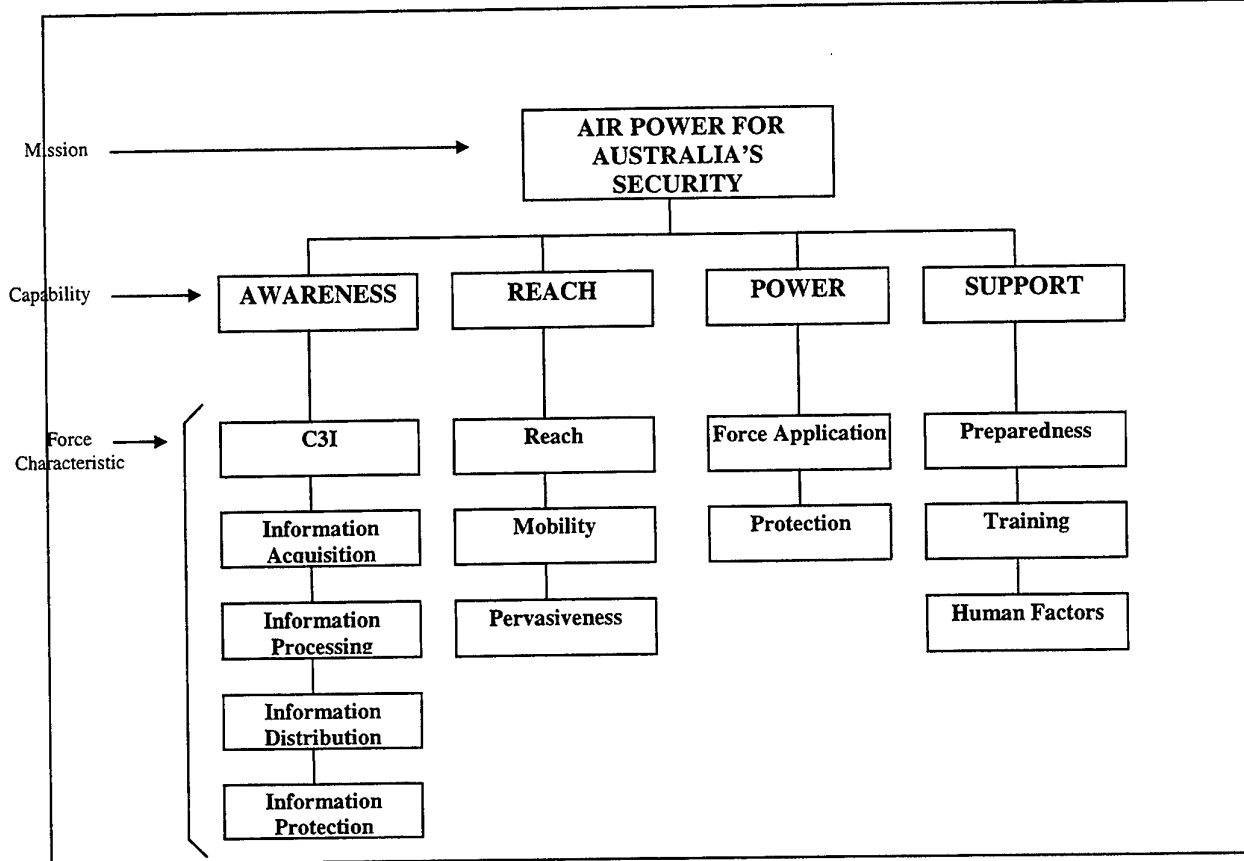 AIR POWER FOR
AUSTRALIA'S
SECURITY
Mission
Capability
AWARENESS
REACH
POWER
SUPPORT
Force
Characteristic
C3I
Reach
Force Application
Preparedness
Information
Acquisition
Mobility
Protection
Training
Information
Processing
Pervasiveness
Human Factors
Information
Distribution
Information
Protection